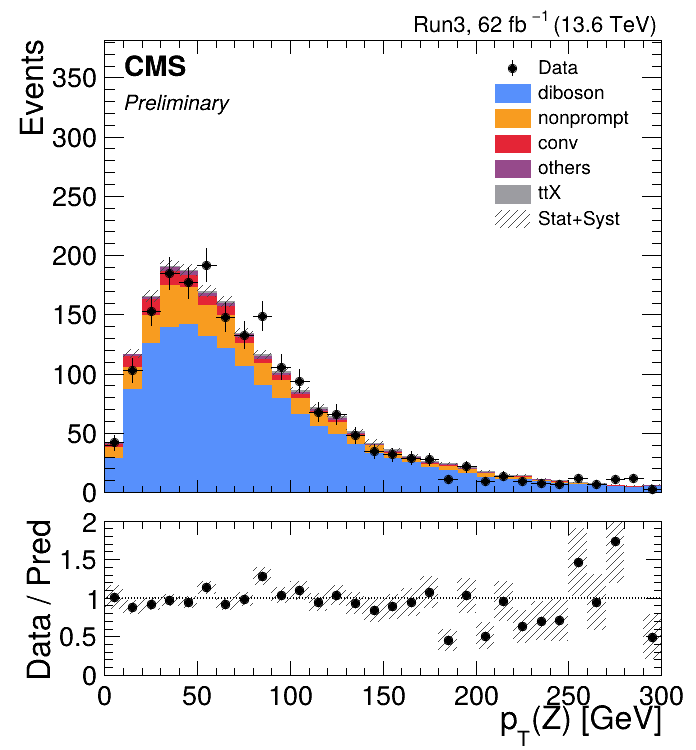 Run3, 62 fb⁻¹ (13.6 TeV)
CMS
Preliminary
Events
350
300
250
200
150
100
50
0
Data
diboson
nonprompt
conv
others
ttX
Stat+Syst
Data / Pred
2
1.5
1
0.5
0
0 50 100 150 200 250 300
p_T(Z) [GeV]